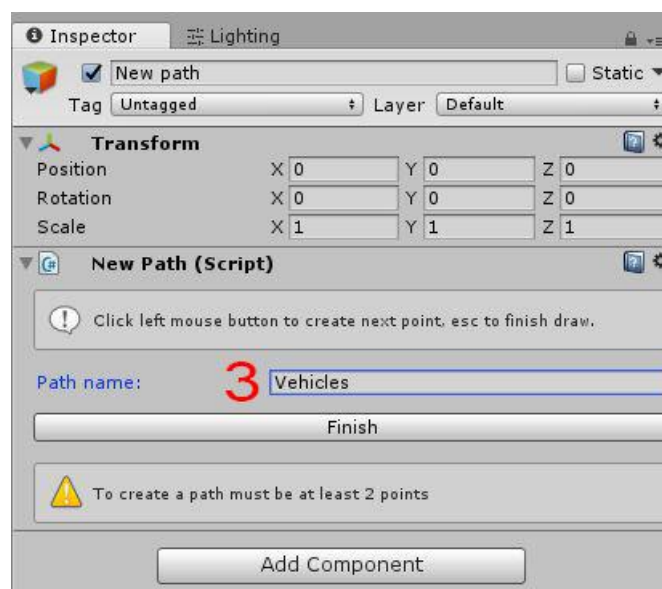 Inspector Lighting
New path Static
Tag Untagged Layer Default
Transform
Position X 0 Y 0 Z 0
Rotation X 0 Y 0 Z 0
Scale X 1 Y 1 Z 1
New Path (Script)
Click left mouse button to create next point, esc to finish draw.
Path name: 3 Vehicles
Finish
To create a path must be at least 2 points
Add Component